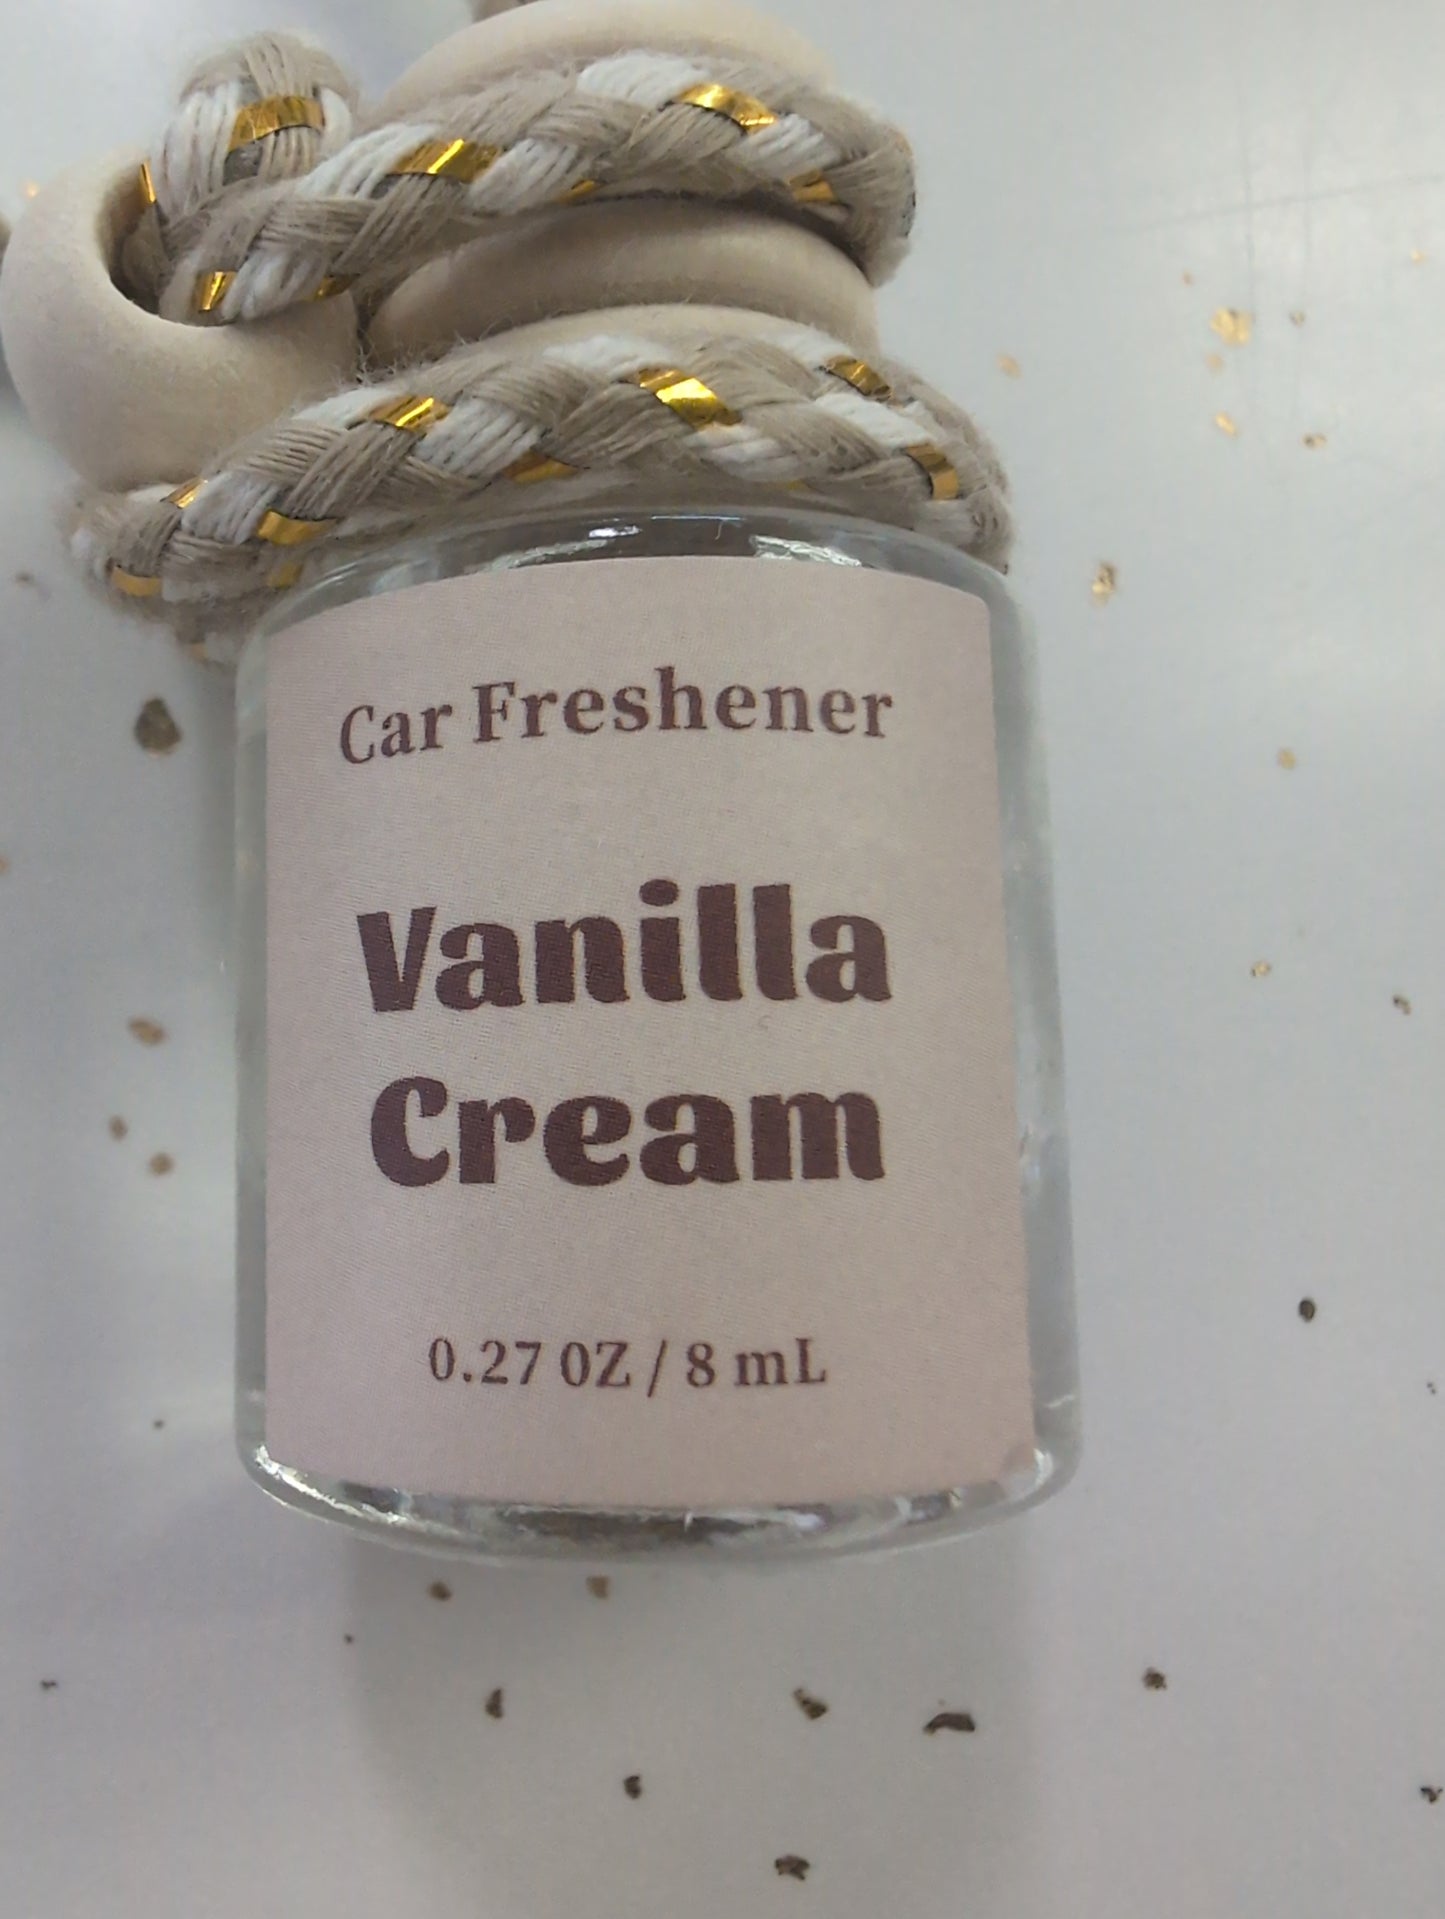 Car Freshener
Vanilla
Cream
0.27 OZ / 8 mL